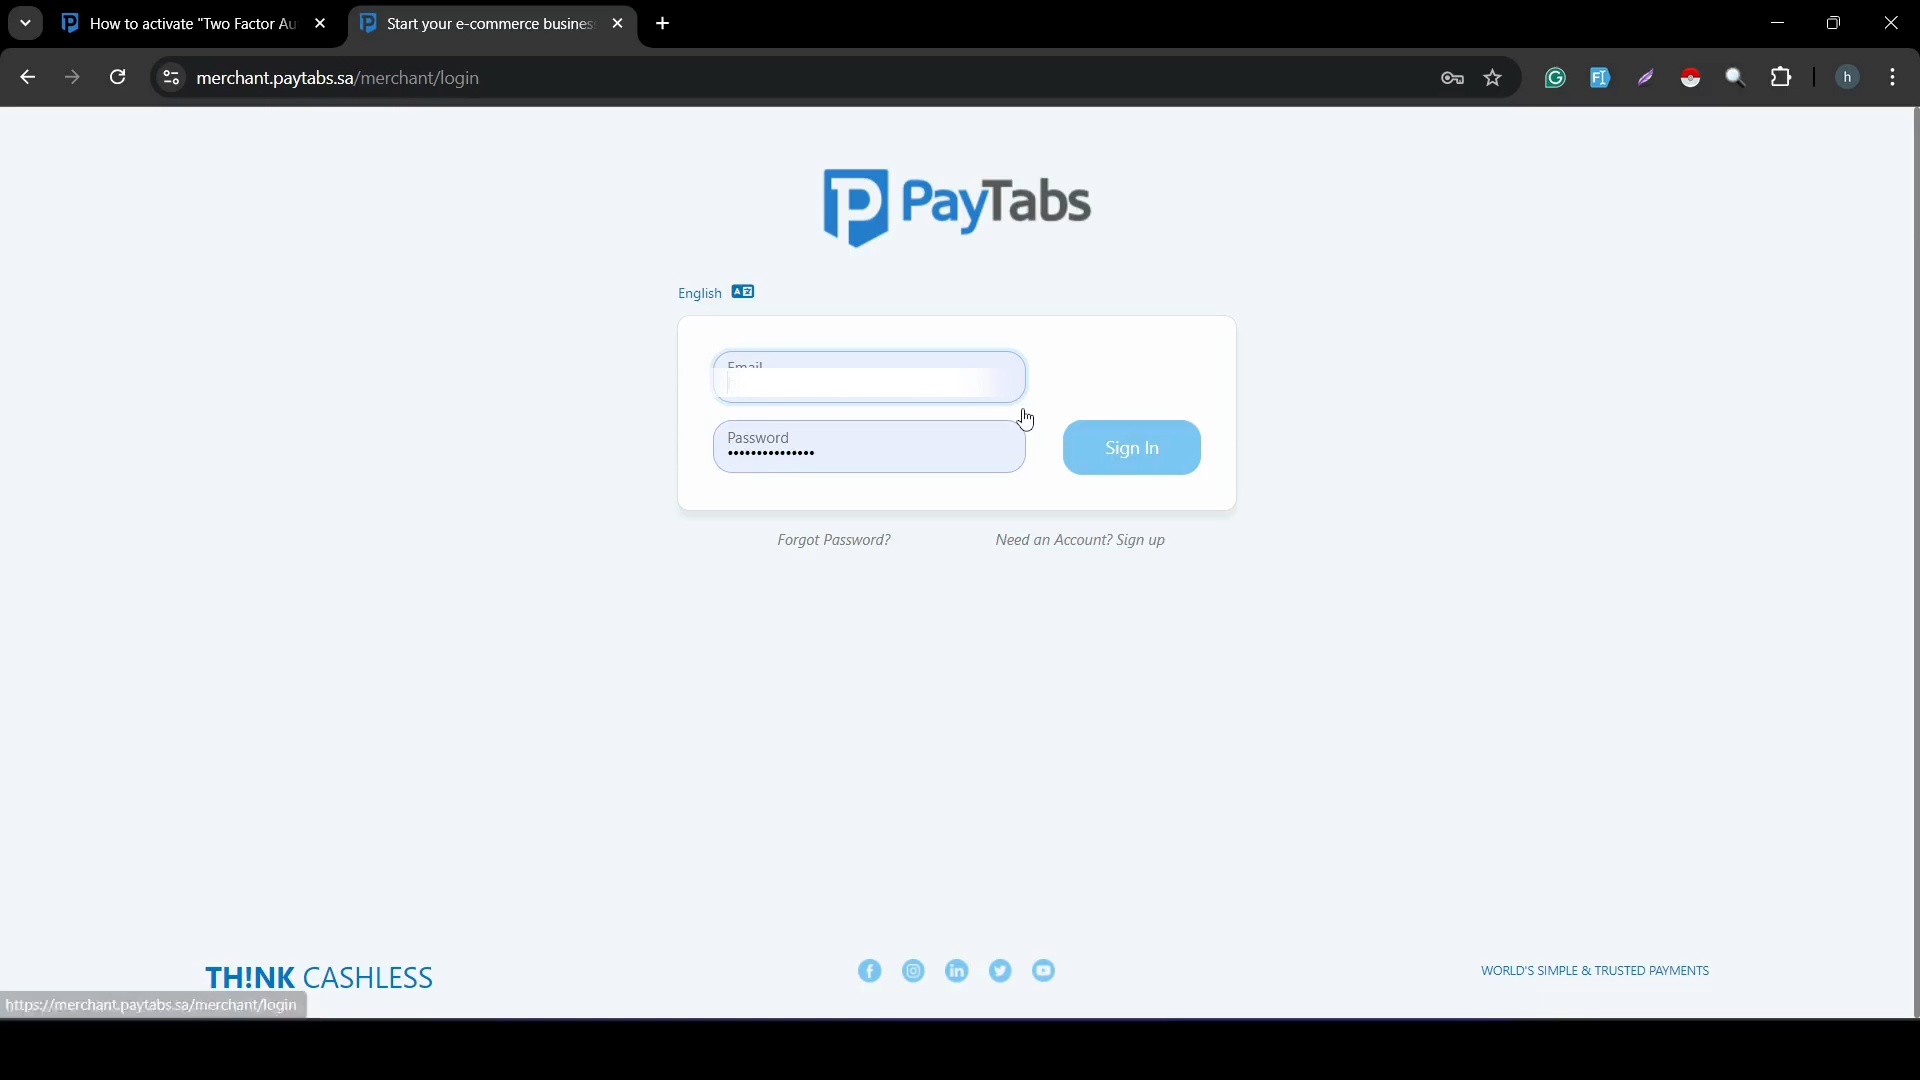 How to activate "Two Factor Au
Start your e-commerce busines
merchant.paytabs.sa/merchant/login
h
PayTabs
English
Email
Password
Sign In
Forgot Password?
Need an Account? Sign up
TH!NK CASHLESS
WORLD'S SIMPLE & TRUSTED PAYMENTS
https://merchant.paytabs.sa/merchant/login